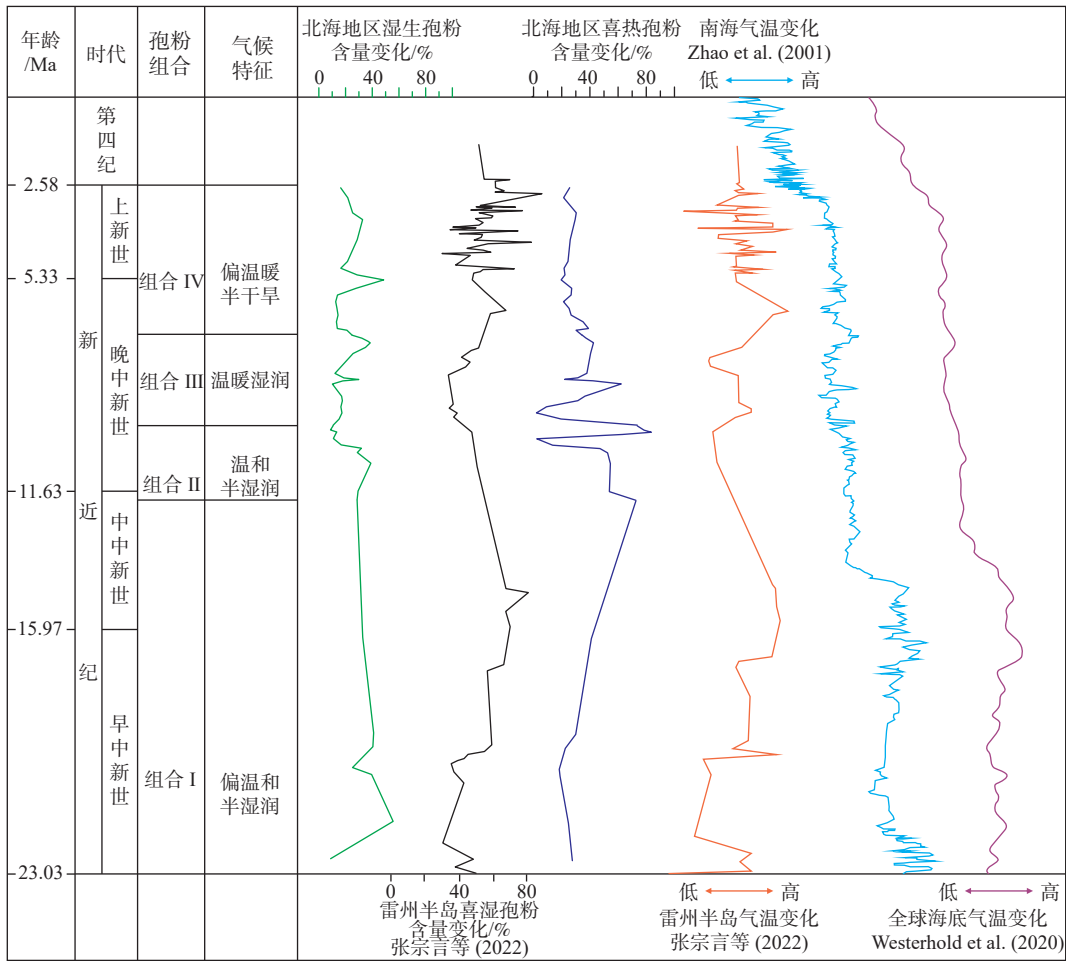 年龄
/Ma
时代
孢粉
组合
气候
特征
北海地区湿生孢粉
含量变化/%
0 40 80
北海地区喜热孢粉
含量变化/%
0 40 80
南海气温变化
Zhao et al. (2001)
低 高
第四纪
2.58
上新世
5.33
组合 IV
偏温暖
半干旱
新近纪
晚中新世
组合 III
温暖湿润
组合 II
温和
半湿润
11.63
中中新世
15.97
早中新世
组合 I
偏温和
半湿润
23.03
0 40 80
雷州半岛喜湿孢粉
含量变化/%
张宗言等 (2022)
低 高
雷州半岛气温变化
张宗言等 (2022)
低 高
全球海底气温变化
Westerhold et al. (2020)